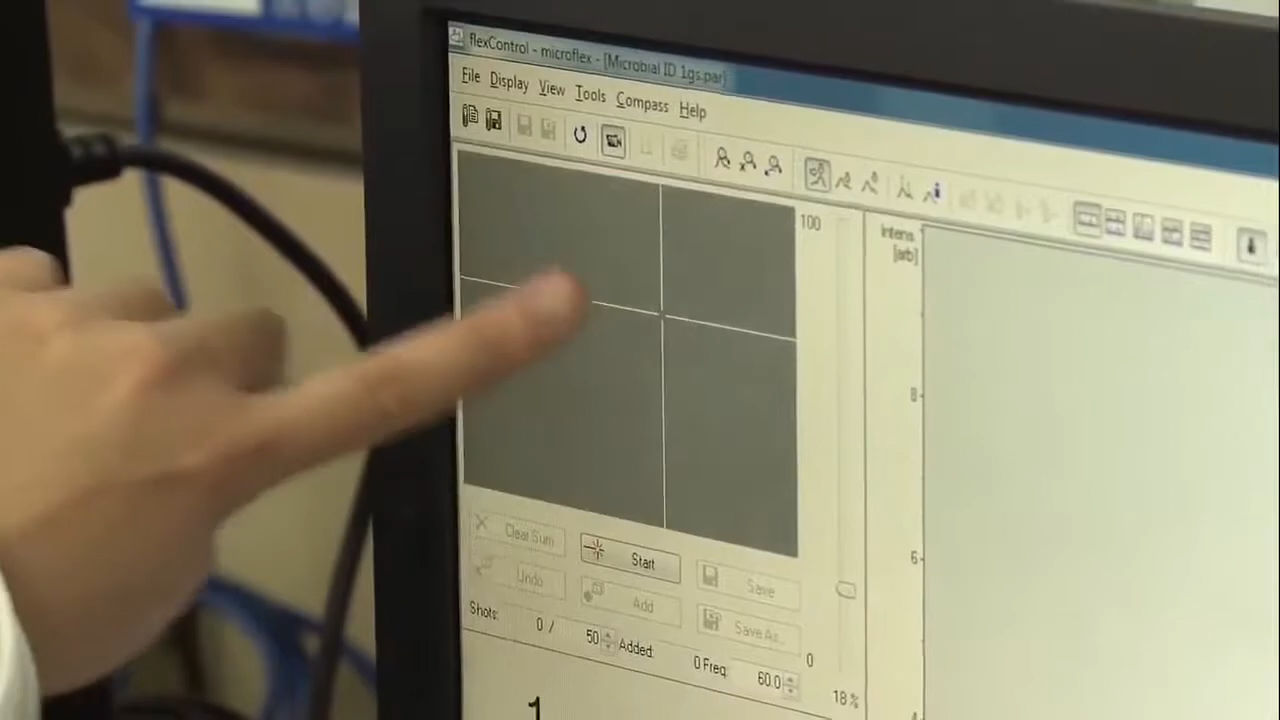 flexControl - microflex - [Microbial ID 1gs.par]
File Display View Tools Compass Help
100
Intens.
[arb]
8
6
4
Clear Sum Start Save
Undo Add Save As...
Shots: 0 / 50 Added: 0 Freq: 60.0
0
18 %
1